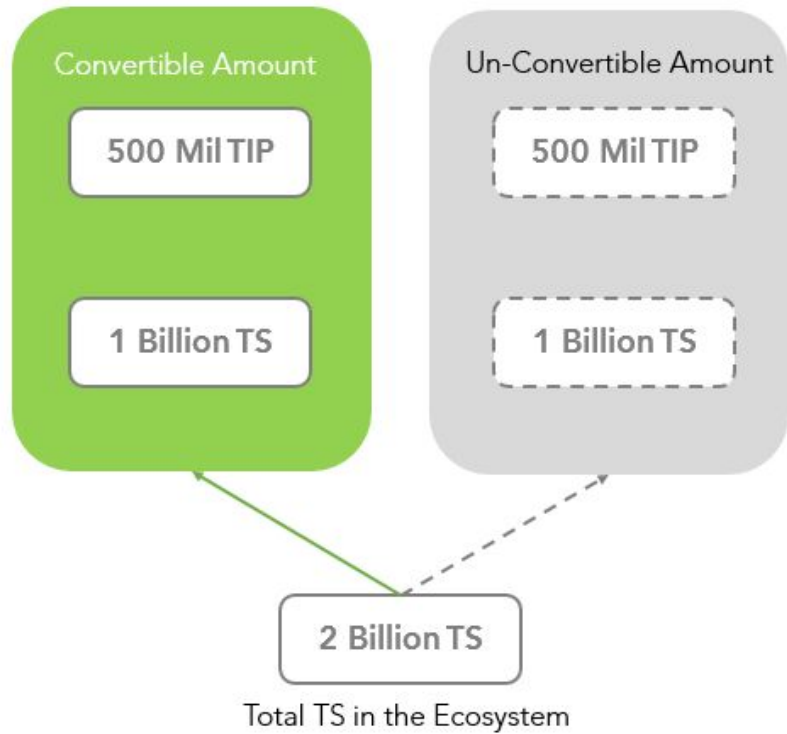 Convertible Amount
500 Mil TIP
1 Billion TS
Un-Convertible Amount
500 Mil TIP
1 Billion TS
2 Billion TS
Total TS in the Ecosystem